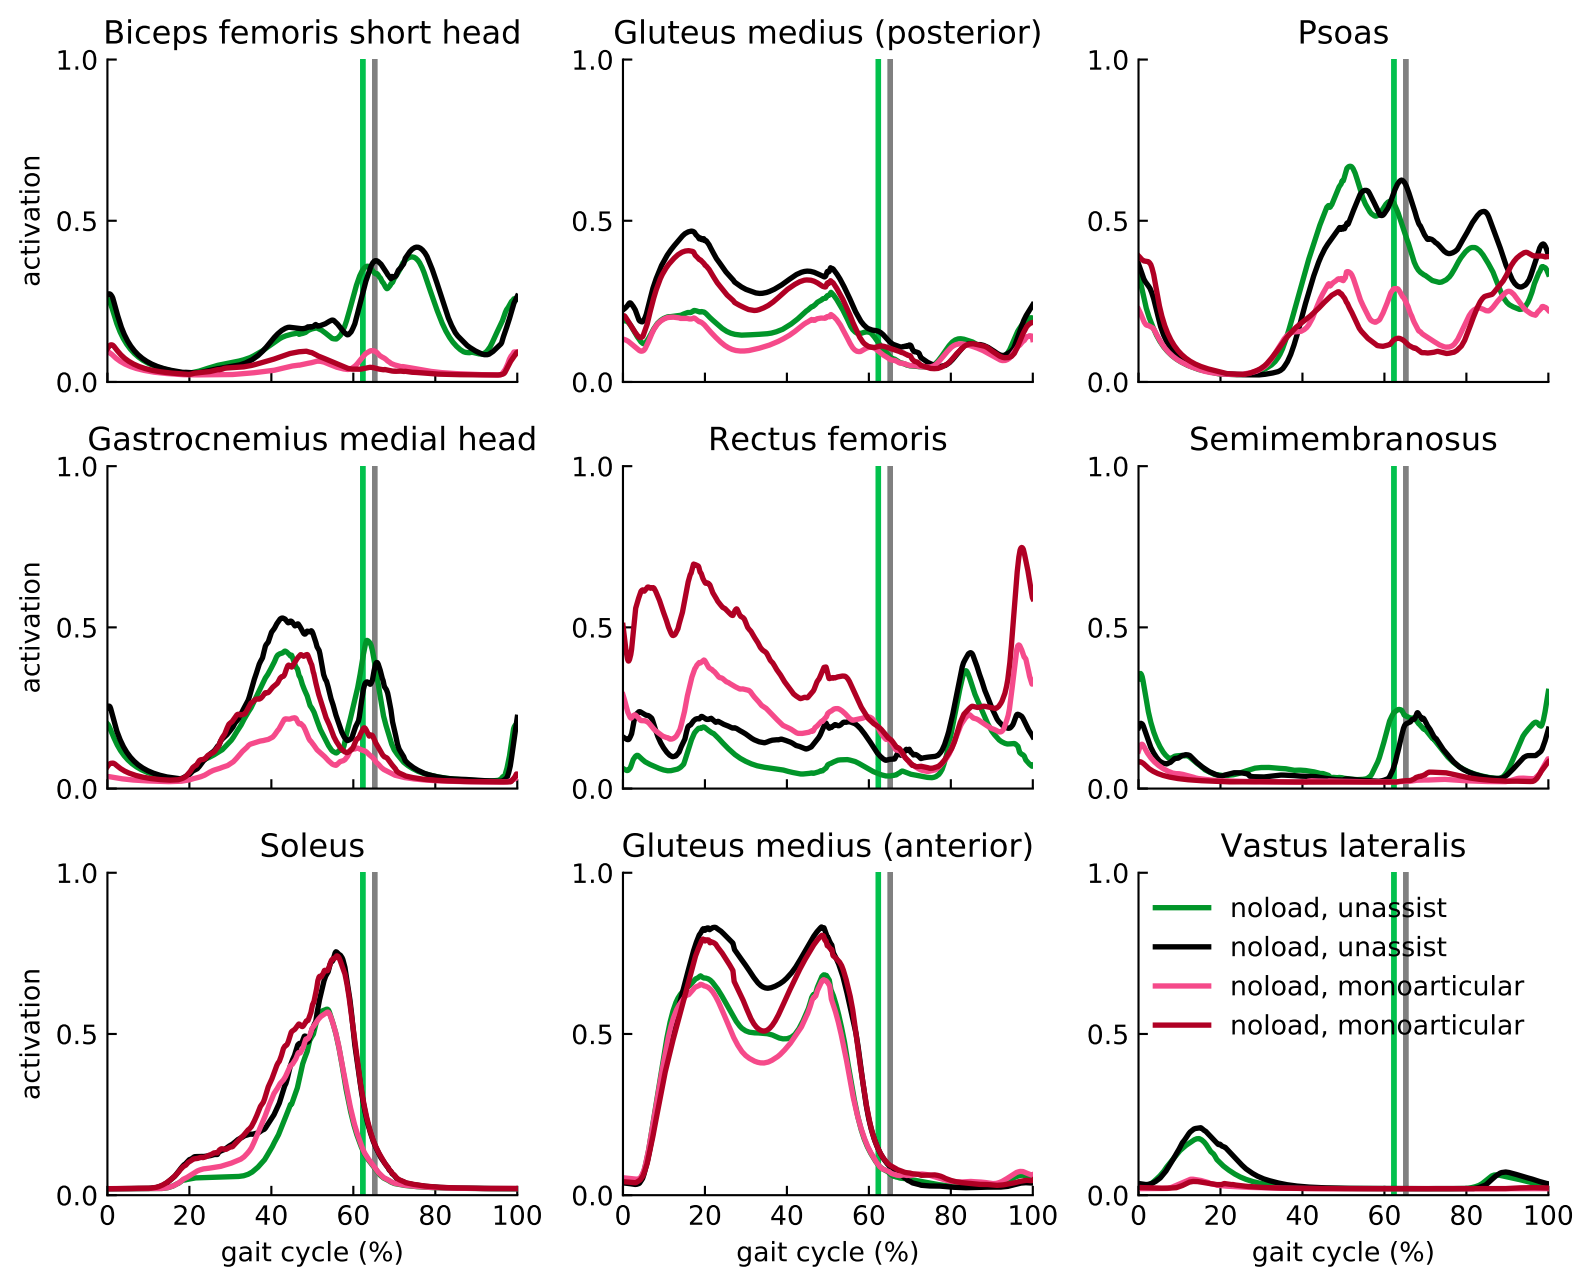 Biceps femoris short head
Gluteus medius (posterior)
Psoas
1.0
0.5
0.0
activation
1.0
0.5
0.0
1.0
0.5
0.0
Gastrocnemius medial head
Rectus femoris
Semimembranosus
1.0
0.5
0.0
activation
1.0
0.5
0.0
1.0
0.5
0.0
Soleus
Gluteus medius (anterior)
Vastus lateralis
1.0
0.5
0.0
activation
0 20 40 60 80 100
gait cycle (%)
1.0
0.5
0.0
0 20 40 60 80 100
gait cycle (%)
1.0
0.5
0.0
noload, unassist
noload, unassist
noload, monoarticular
noload, monoarticular
0 20 40 60 80 100
gait cycle (%)